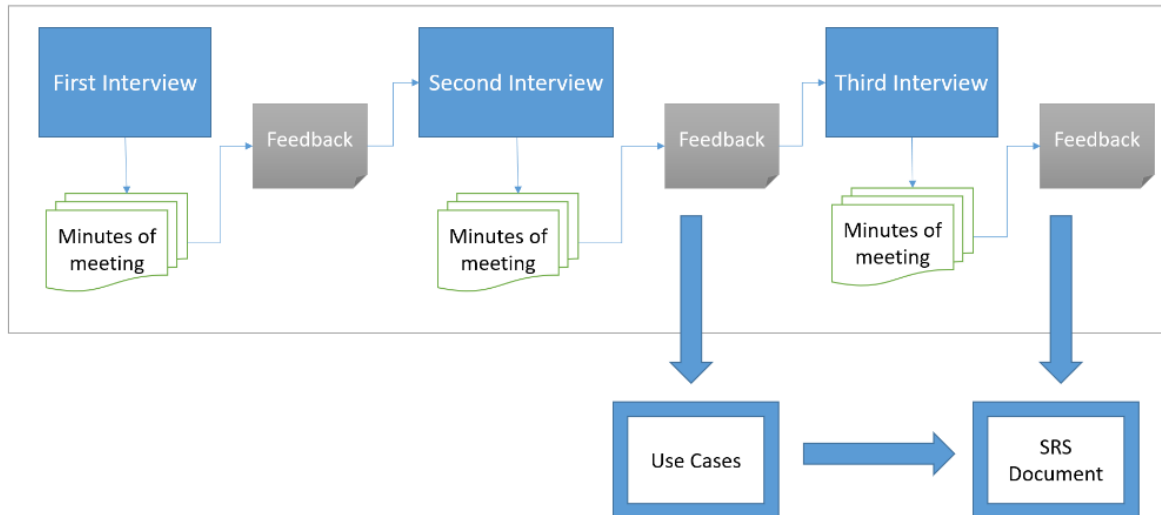 First Interview
Second Interview
Third Interview
Feedback
Feedback
Feedback
Minutes of
meeting
Minutes of
meeting
Minutes of
meeting
Use Cases
SRS
Document